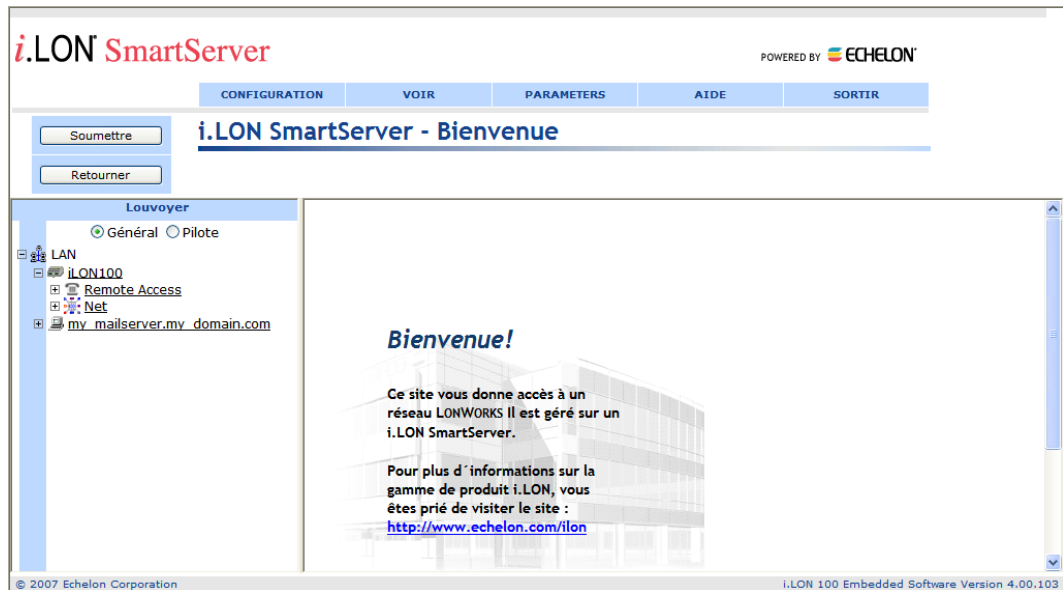 i.LON® SmartServer
POWERED BY ECHELON®
CONFIGURATION VOIR PARAMETERS AIDE SORTIR
Soumettre
i.LON SmartServer - Bienvenue
Retourner
Louvoyer
Général Pilote
LAN
iLON100
Remote Access
Net
my_mailserver.my_domain.com
Bienvenue!
Ce site vous donne accès à un
réseau LONWORKS Il est géré sur un
i.LON SmartServer.
Pour plus d´informations sur la
gamme de produit i.LON, vous
êtes prié de visiter le site :
http://www.echelon.com/ilon
© 2007 Echelon Corporation
i.LON 100 Embedded Software Version 4.00.103